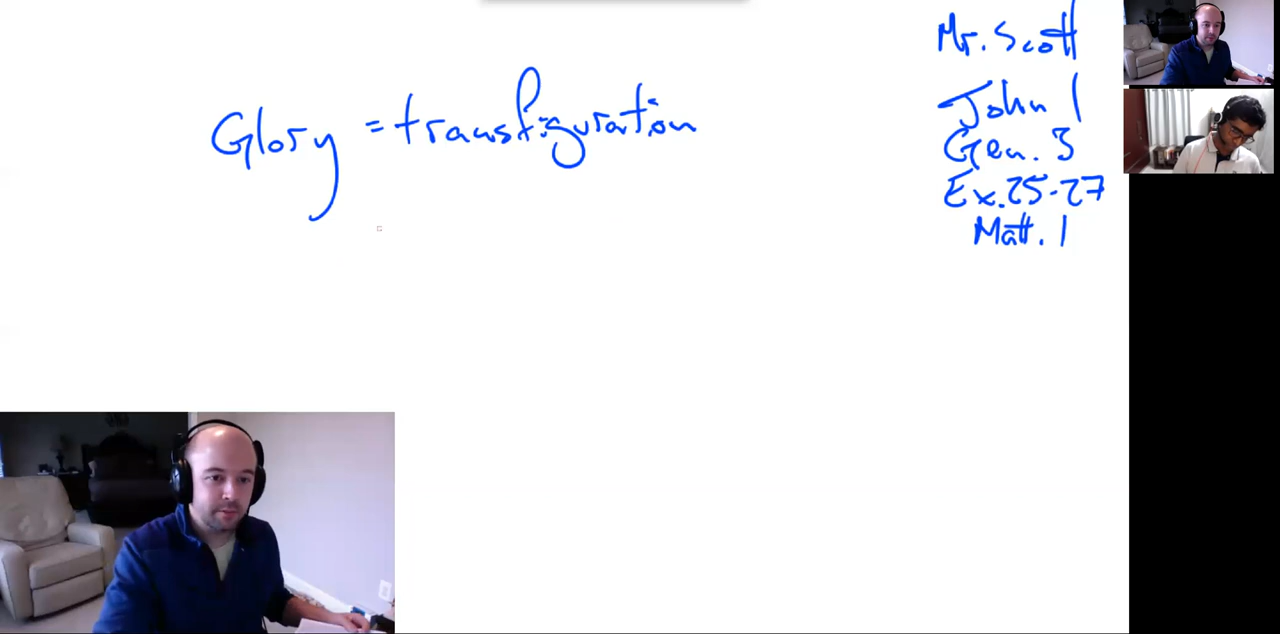 Glory = transfiguration
Mr. Scott
John 1
Gen. 3
Ex. 25-27
Matt. 1